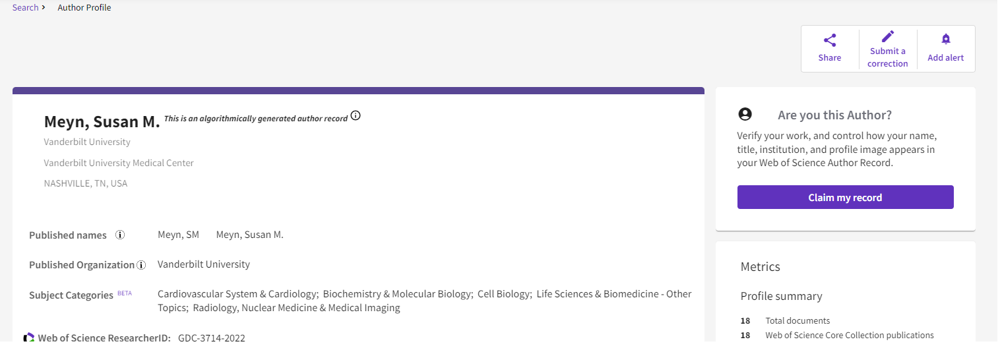 Search > Author Profile
Share
Submit a
correction
Add alert
Meyn, Susan M. This is an algorithmically generated author record
Vanderbilt University
Vanderbilt University Medical Center
NASHVILLE, TN, USA
Published names Meyn, SM Meyn, Susan M.
Published Organization Vanderbilt University
Subject Categories BETA Cardiovascular System & Cardiology; Biochemistry & Molecular Biology; Cell Biology; Life Sciences & Biomedicine - Other
Topics; Radiology, Nuclear Medicine & Medical Imaging
Web of Science ResearcherID: GDC-3714-2022
Are you this Author?
Verify your work, and control how your name,
title, institution, and profile image appears in
your Web of Science Author Record.
Claim my record
Metrics
Profile summary
18 Total documents
18 Web of Science Core Collection publications